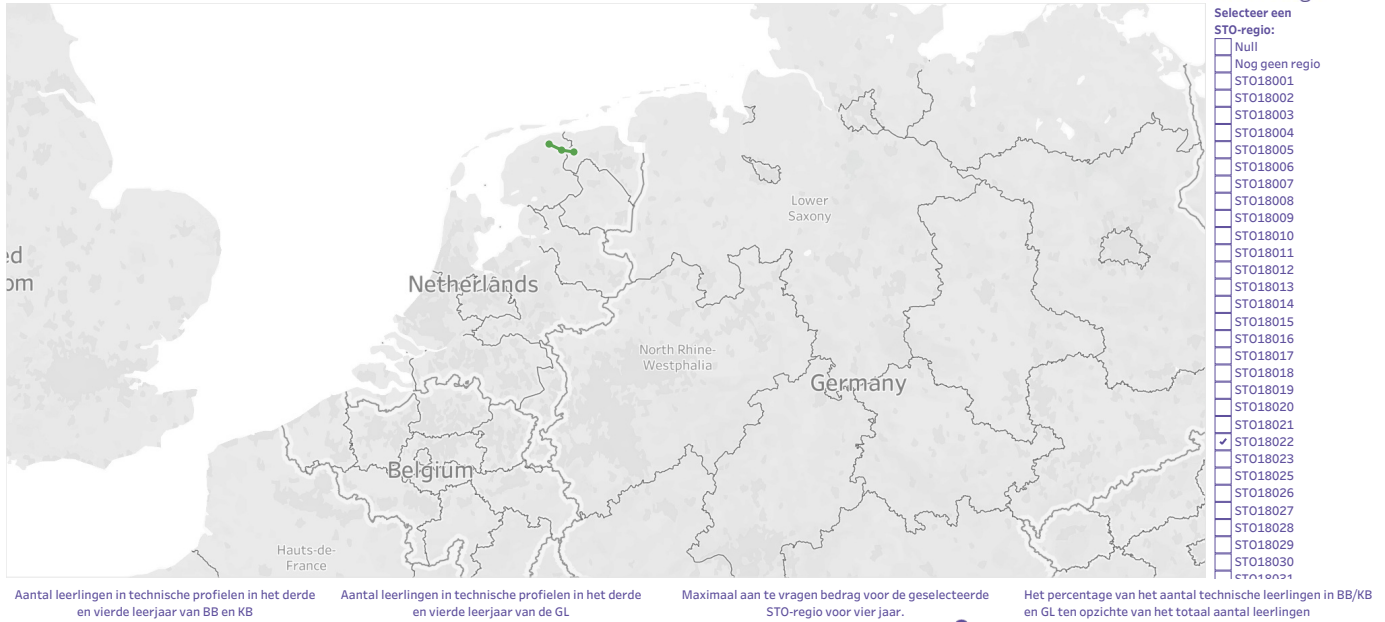 Selecteer een
STO-regio:
Null
Nog geen regio
STO18001
STO18002
STO18003
STO18004
STO18005
STO18006
STO18007
STO18008
STO18009
STO18010
STO18011
STO18012
STO18013
STO18014
STO18015
STO18016
STO18017
STO18018
STO18019
STO18020
STO18021
STO18022
STO18023
STO18025
STO18026
STO18027
STO18028
STO18029
STO18030
STO18031
Lower
Saxony
ed
om
Netherlands
North Rhine-
Westphalia
Germany
Belgium
Hauts-de-
France
Aantal leerlingen in technische profielen in het derde
en vierde leerjaar van BB en KB
Aantal leerlingen in technische profielen in het derde
en vierde leerjaar van de GL
Maximaal aan te vragen bedrag voor de geselecteerde
STO-regio voor vier jaar.
Het percentage van het aantal technische leerlingen in BB/KB
en GL ten opzichte van het totaal aantal leerlingen